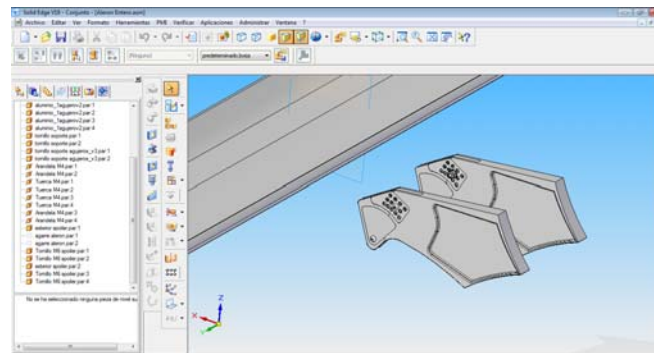 Solid Edge V18 - Conjunto - [Aleron Entero.asm]
Archivo Editar Ver Formato Herramientas PMI Verificar Aplicaciones Administrar Ventana ?
(Ninguno)
aluminio_1agujero<2.par:1
aluminio_1agujero<2.par:2
aluminio_1agujero<2.par:3
aluminio_1agujero<2.par:4
tornillo soporte.par:1
tornillo soporte.par:2
tornillo soporte agujeros_v3.par:1
tornillo soporte agujeros_v3.par:2
Arandela M4.par:1
Arandela M4.par:2
Tuerca M4.par:1
Tuerca M4.par:2
Tuerca M4.par:3
Tuerca M4.par:4
Arandela M4.par:3
Arandela M4.par:4
exterior spoiler.par:1
agarre aleron.par:1
agarre aleron.par:2
Tornillo M6 spoiler.par:1
Tornillo M6 spoiler.par:2
exterior spoiler.par:2
Tornillo M6 spoiler.par:3
Tornillo M6 spoiler.par:4
No se ha seleccionado ninguna pieza de nivel su
Z
X
Y